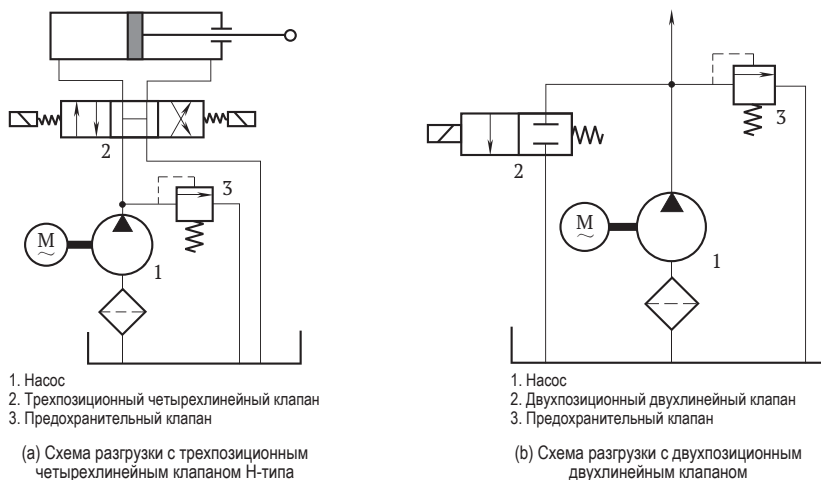 2
3
M
~
1
1. Насос
2. Трехпозиционный четырехлинейный клапан
3. Предохранительный клапан
(a) Схема разгрузки с трехпозиционным
четырехлинейным клапаном H-типа
3
2
M
~
1
1. Насос
2. Двухпозиционный двухлинейный клапан
3. Предохранительный клапан
(b) Схема разгрузки с двухпозиционным
двухлинейным клапаном